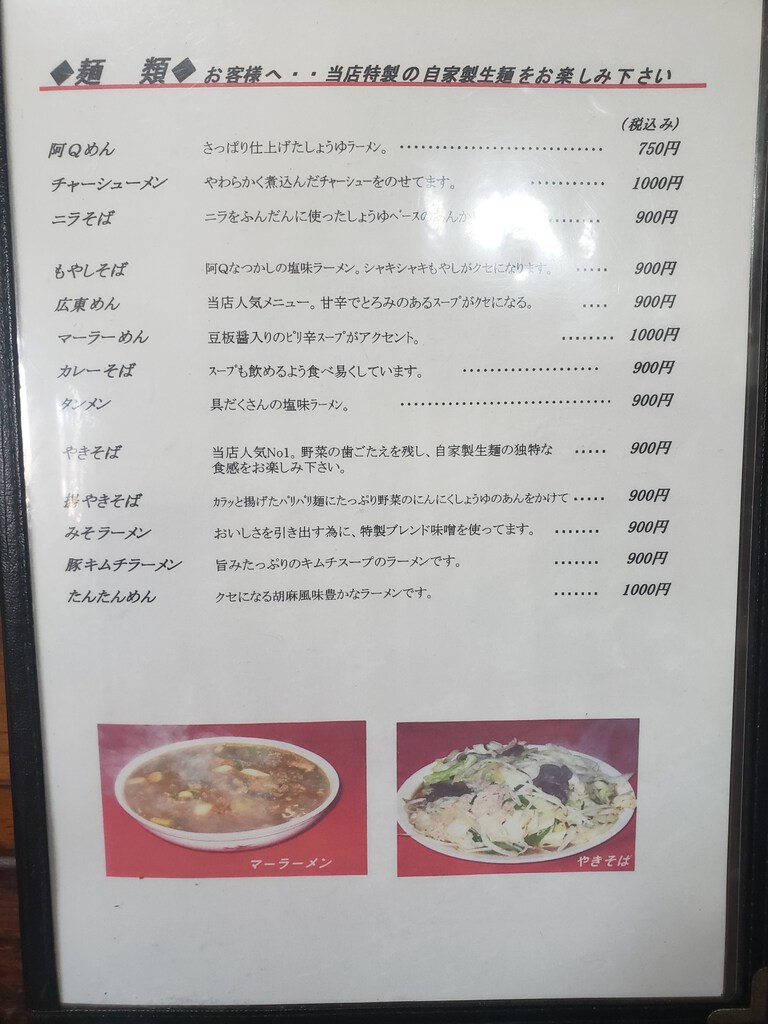 ◆麺 類◆ お客様へ・・当店特製の自家製生麺をお楽しみ下さい
(税込み)
阿Qめん さっぱり仕上げたしょうゆラーメン。 ・・・・・・・・・・・・・・・・・・・・・・・・・・・・・ 750円
チャーシューメン やわらかく煮込んだチャーシューをのせてます。 ・・・・・・・・・・・ 1000円
ニラそば ニラをふんだんに使ったしょうゆベースの ・・・・・・ 900円
もやしそば 阿Qなつかしの塩味ラーメン。シャキシャキもやしがクセになります。 ・・・・・ 900円
広東めん 当店人気メニュー。甘辛でとろみのあるスープがクセになる。 ・・・・ 900円
マーラーめん 豆板醤入りのピリ辛スープがアクセント。 ・・・・・・・・ 1000円
カレーそば スープも飲めるよう食べ易くしています。 ・・・・・・・・・・・・・・・・・・・・ 900円
タンメン 具だくさんの塩味ラーメン。 ・・・・・・・・・・・・・・・・・・・・・・・・・・・・・・ 900円
やきそば 当店人気No1。野菜の歯ごたえを残し、自家製生麺の独特な ・・・・・ 900円
食感をお楽しみ下さい。
揚やきそば カラッと揚げたパリパリ麺にたっぷり野菜のにんにくしょうゆのあんをかけて ・・・・・ 900円
みそラーメン おいしさを引き出す為に、特製ブレンド味噌を使ってます。 ・・・・・・・ 900円
豚キムチラーメン 旨みたっぷりのキムチスープのラーメンです。 ・・・・・・・ 900円
たんたんめん クセになる胡麻風味豊かなラーメンです。 ・・・・・・・ 1000円
マーラーメン
やきそば